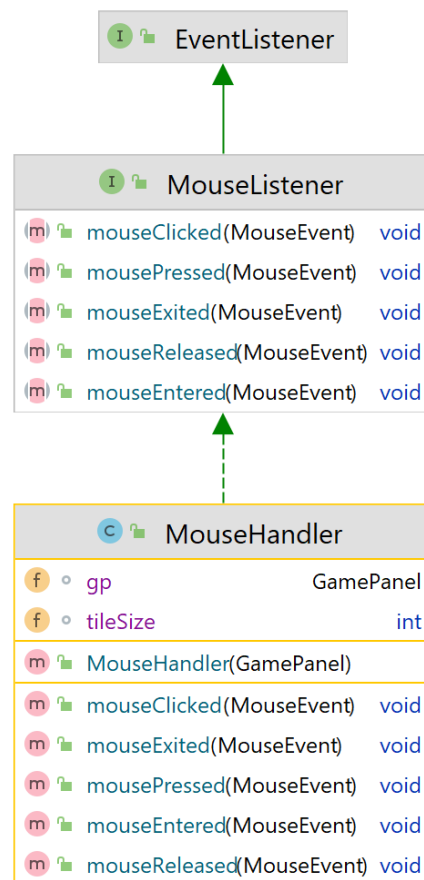 I EventListener
I MouseListener
m mouseClicked(MouseEvent) void
m mousePressed(MouseEvent) void
m mouseExited(MouseEvent) void
m mouseReleased(MouseEvent) void
m mouseEntered(MouseEvent) void
C MouseHandler
f gp GamePanel
f tileSize int
m MouseHandler(GamePanel)
m mouseClicked(MouseEvent) void
m mouseExited(MouseEvent) void
m mousePressed(MouseEvent) void
m mouseEntered(MouseEvent) void
m mouseReleased(MouseEvent) void